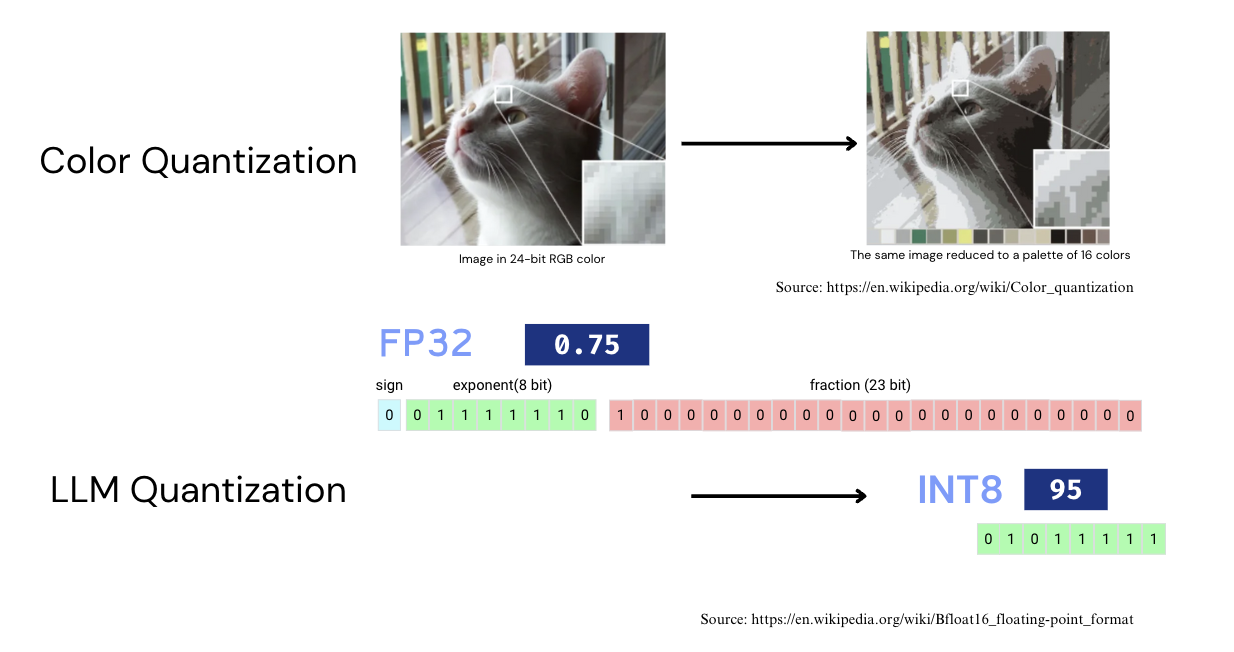 Color Quantization
Image in 24-bit RGB color
The same image reduced to a palette of 16 colors
Source: https://en.wikipedia.org/wiki/Color_quantization
FP32 0.75
sign exponent(8 bit) fraction (23 bit)
0 0 1 1 1 1 1 1 0 1 0 0 0 0 0 0 0 0 0 0 0 0 0 0 0 0 0 0 0 0 0 0
LLM Quantization
INT8 95
0 1 0 1 1 1 1 1
Source: https://en.wikipedia.org/wiki/Bfloat16_floating-point_format